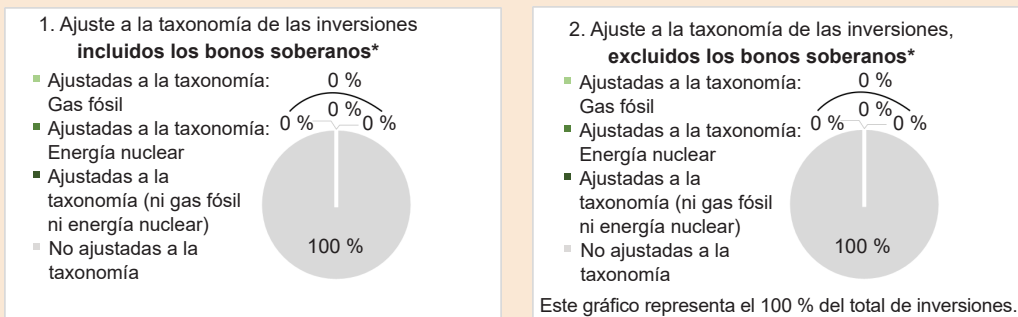 1. Ajuste a la taxonomía de las inversiones
incluidos los bonos soberanos*
Ajustadas a la taxonomía:
Gas fósil
Ajustadas a la taxonomía:
Energía nuclear
Ajustadas a la
taxonomía (ni gas fósil
ni energía nuclear)
No ajustadas a la
taxonomía
0 %
0 %
0 %
0 %
100 %
2. Ajuste a la taxonomía de las inversiones,
excluidos los bonos soberanos*
Ajustadas a la taxonomía:
Gas fósil
Ajustadas a la taxonomía:
Energía nuclear
Ajustadas a la
taxonomía (ni gas fósil
ni energía nuclear)
No ajustadas a la
taxonomía
0 %
0 %
0 %
0 %
100 %
Este gráfico representa el 100 % del total de inversiones.